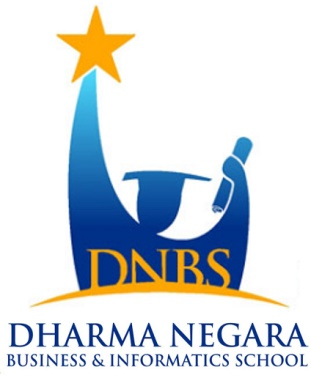 DNBS
DHARMA NEGARA
BUSINESS & INFORMATICS SCHOOL